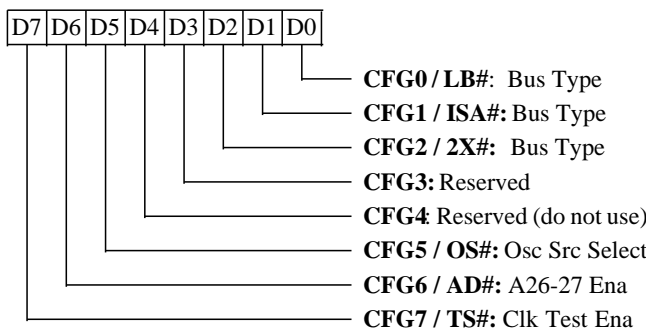 D7 D6 D5 D4 D3 D2 D1 D0
CFG0 / LB#: Bus Type
CFG1 / ISA#: Bus Type
CFG2 / 2X#: Bus Type
CFG3: Reserved
CFG4: Reserved (do not use)
CFG5 / OS#: Osc Src Select
CFG6 / AD#: A26-27 Ena
CFG7 / TS#: Clk Test Ena